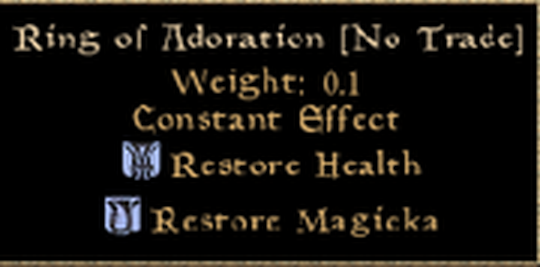 Ring of Adoration [No Trade]
Weight: 0.1
Constant Effect
Restore Health
Restore Magicka